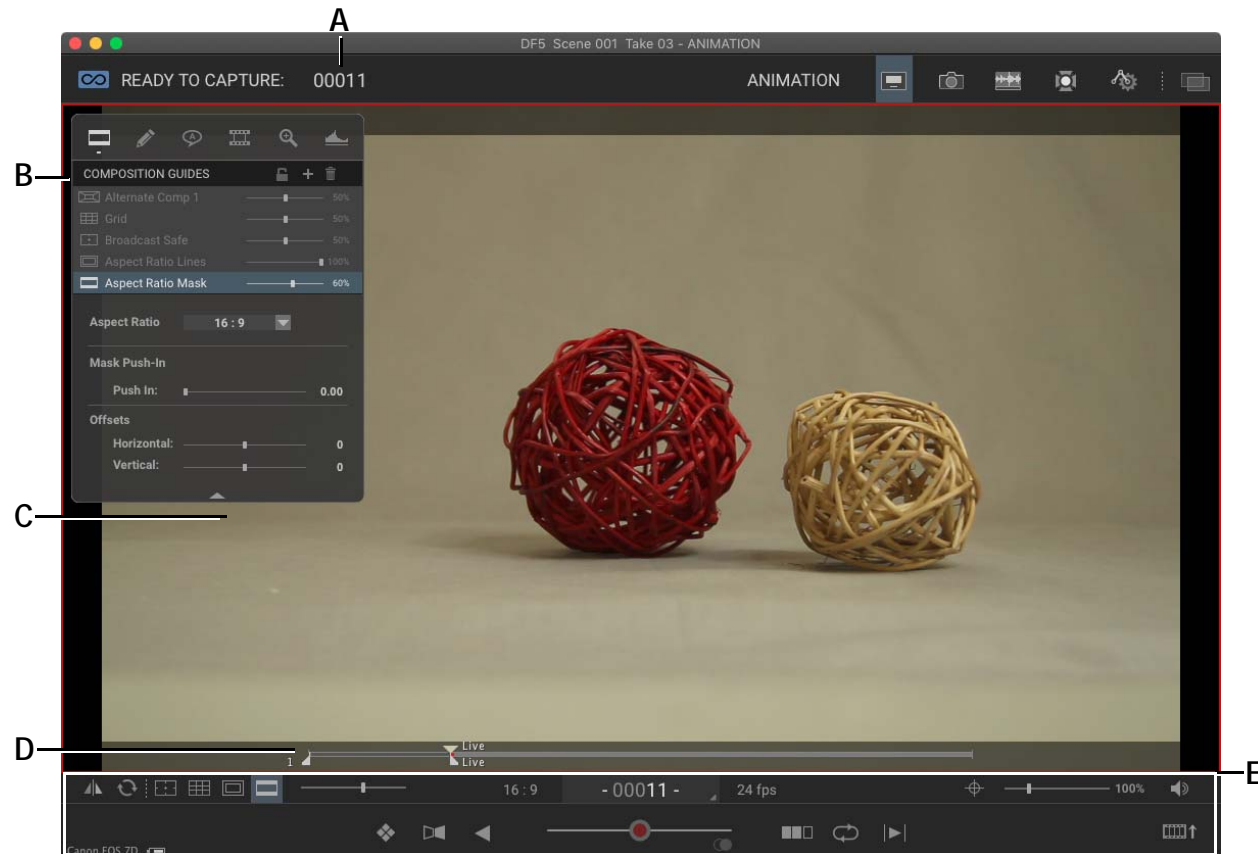 A
DF5 Scene 001 Take 03 - ANIMATION
READY TO CAPTURE: 00011 ANIMATION
B
COMPOSITION GUIDES
Alternate Comp 1 50%
Grid 50%
Broadcast Safe 50%
Aspect Ratio Lines 100%
Aspect Ratio Mask 60%
Aspect Ratio 16 : 9
Mask Push-In
Push In: 0.00
Offsets
Horizontal: 0
Vertical: 0
C
D
Live
1 Live
E
16 : 9 - 00011 - 24 fps 100%
Canon EOS 7D